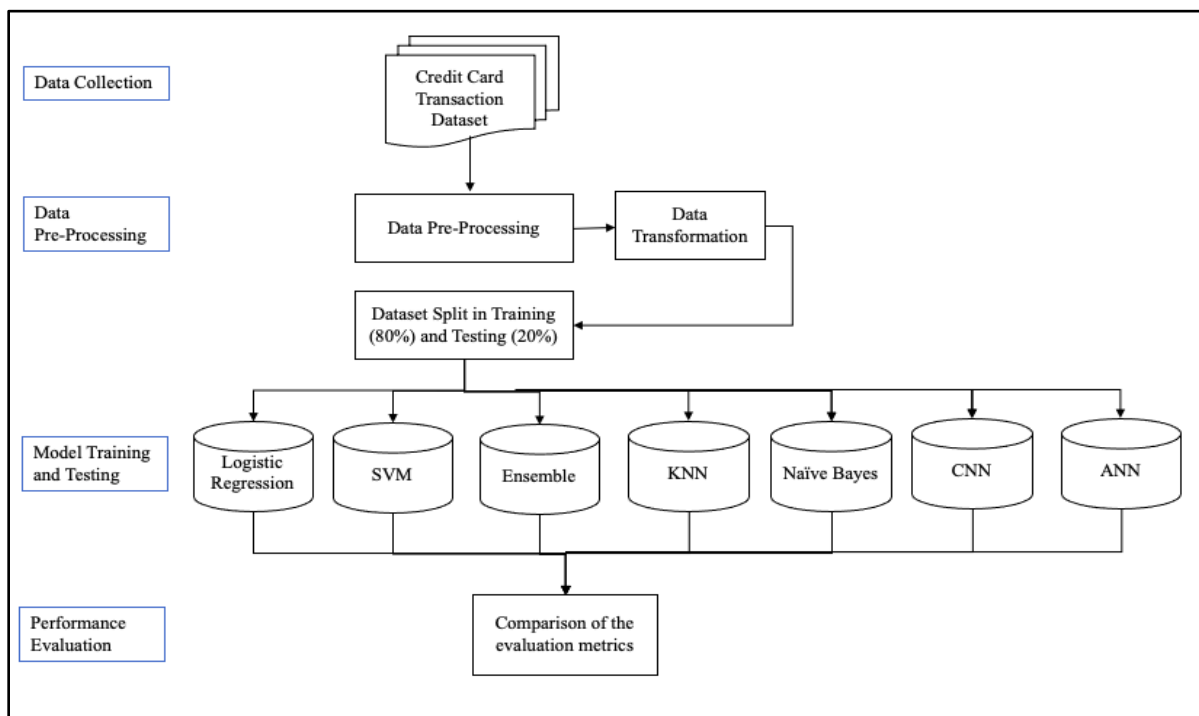 Data Collection
Credit Card
Transaction
Dataset
Data
Pre-Processing
Data Pre-Processing
Data
Transformation
Dataset Split in Training
(80%) and Testing (20%)
Model Training
and Testing
Logistic
Regression
SVM
Ensemble
KNN
Naïve Bayes
CNN
ANN
Performance
Evaluation
Comparison of the
evaluation metrics